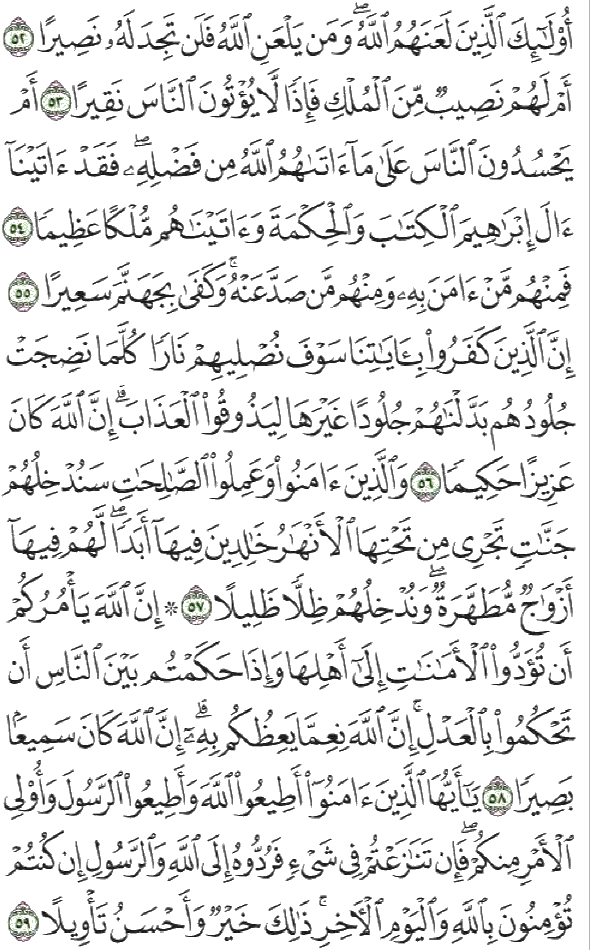 أُوْلَٰٓئِكَ ٱلَّذِينَ لَعَنَهُمُ ٱللَّهُۖ وَمَن يَلْعَنِ ٱللَّهُ فَلَن تَجِدَ لَهُۥ نَصِيرًا ٥٢
أَمْ لَهُمْ نَصِيبٌ مِّنَ ٱلْمُلْكِ فَإِذًا لَّا يُؤْتُونَ ٱلنَّاسَ نَقِيرًا ٥٣ أَمْ
يَحْسُدُونَ ٱلنَّاسَ عَلَىٰ مَآ ءَاتَىٰهُمُ ٱللَّهُ مِن فَضْلِهِۦۖ فَقَدْ ءَاتَيْنَآ
ءَالَ إِبْرَٰهِيمَ ٱلْكِتَٰبَ وَٱلْحِكْمَةَ وَءَاتَيْنَٰهُم مُّلْكًا عَظِيمًا ٥٤
فَمِنْهُم مَّنْ ءَامَنَ بِهِۦ وَمِنْهُم مَّن صَدَّ عَنْهُۚ وَكَفَىٰ بِجَهَنَّمَ سَعِيرًا ٥٥
إِنَّ ٱلَّذِينَ كَفَرُوا۟ بِـَٔايَٰتِنَا سَوْفَ نُصْلِيهِمْ نَارًا كُلَّمَا نَضِجَتْ
جُلُودُهُم بَدَّلْنَٰهُمْ جُلُودًا غَيْرَهَا لِيَذُوقُوا۟ ٱلْعَذَابَۗ إِنَّ ٱللَّهَ كَانَ
عَزِيزًا حَكِيمًا ٥٦ وَٱلَّذِينَ ءَامَنُوا۟ وَعَمِلُوا۟ ٱلصَّٰلِحَٰتِ سَنُدْخِلُهُمْ
جَنَّٰتٍ تَجْرِى مِن تَحْتِهَا ٱلْأَنْهَٰرُ خَٰلِدِينَ فِيهَآ أَبَدًاۖ لَّهُمْ فِيهَآ
أَزْوَٰجٌ مُّطَهَّرَةٌۖ وَنُدْخِلُهُمْ ظِلًّا ظَلِيلًا ٥٧ ۞ إِنَّ ٱللَّهَ يَأْمُرُكُمْ
أَن تُؤَدُّوا۟ ٱلْأَمَٰنَٰتِ إِلَىٰٓ أَهْلِهَا وَإِذَا حَكَمْتُم بَيْنَ ٱلنَّاسِ أَن
تَحْكُمُوا۟ بِٱلْعَدْلِۚ إِنَّ ٱللَّهَ نِعِمَّا يَعِظُكُم بِهِۦٓۗ إِنَّ ٱللَّهَ كَانَ سَمِيعًۢا
بَصِيرًا ٥٨ يَٰٓأَيُّهَا ٱلَّذِينَ ءَامَنُوٓا۟ أَطِيعُوا۟ ٱللَّهَ وَأَطِيعُوا۟ ٱلرَّسُولَ وَأُو۟لِى
ٱلْأَمْرِ مِنكُمْۖ فَإِن تَنَٰزَعْتُمْ فِى شَىْءٍ فَرُدُّوهُ إِلَى ٱللَّهِ وَٱلرَّسُولِ إِن كُنتُمْ
تُؤْمِنُونَ بِٱللَّهِ وَٱلْيَوْمِ ٱلْءَاخِرِۚ ذَٰلِكَ خَيْرٌ وَأَحْسَنُ تَأْوِيلًا ٥٩